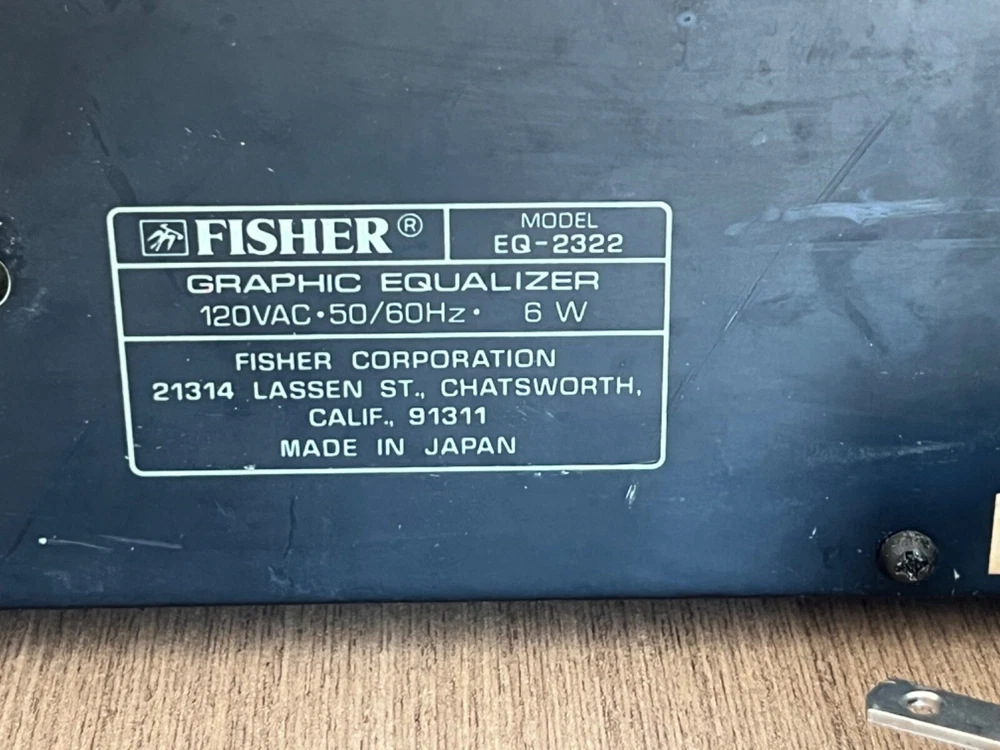 FISHER®
MODEL
EQ-2322
GRAPHIC EQUALIZER
120VAC•50/60Hz• 6 W
FISHER CORPORATION
21314 LASSEN ST., CHATSWORTH,
CALIF., 91311
MADE IN JAPAN